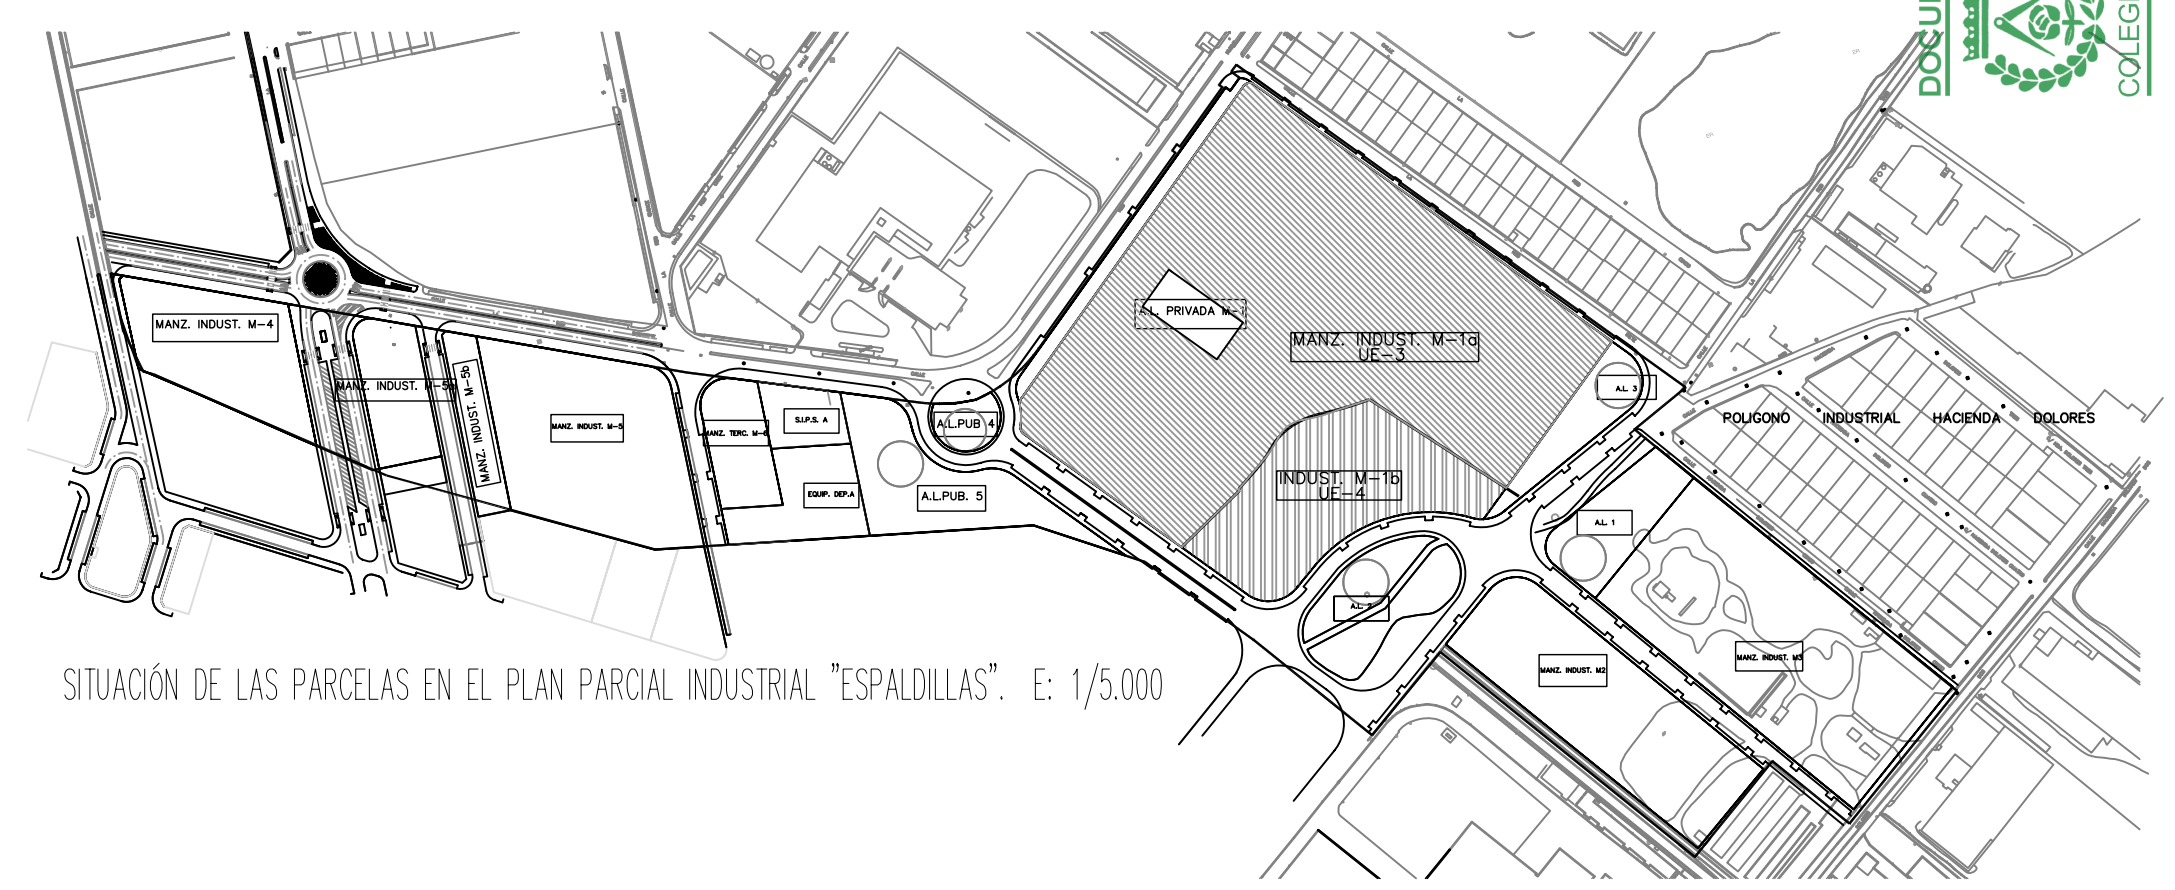 DOCU
COLEGI
MANZ. INDUST. M-4
MANZ. INDUST. M-5a
MANZ. INDUST. M-5b
MANZ. INDUST. M-5
MANZ. TERC. M-6
S.I.P.S. A
EQUIP. DEP.A
A.L.PUB 4
A.L.PUB. 5
A.L. PRIVADA M-1
MANZ. INDUST. M-1a
UE-3
INDUST. M-1b
UE-4
A.L. 3
A.L. 1
A.L. 2
POLIGONO INDUSTRIAL HACIENDA DOLORES
MANZ. INDUST. M2
MANZ. INDUST. M3
SITUACIÓN DE LAS PARCELAS EN EL PLAN PARCIAL INDUSTRIAL "ESPALDILLAS". E: 1/5.000